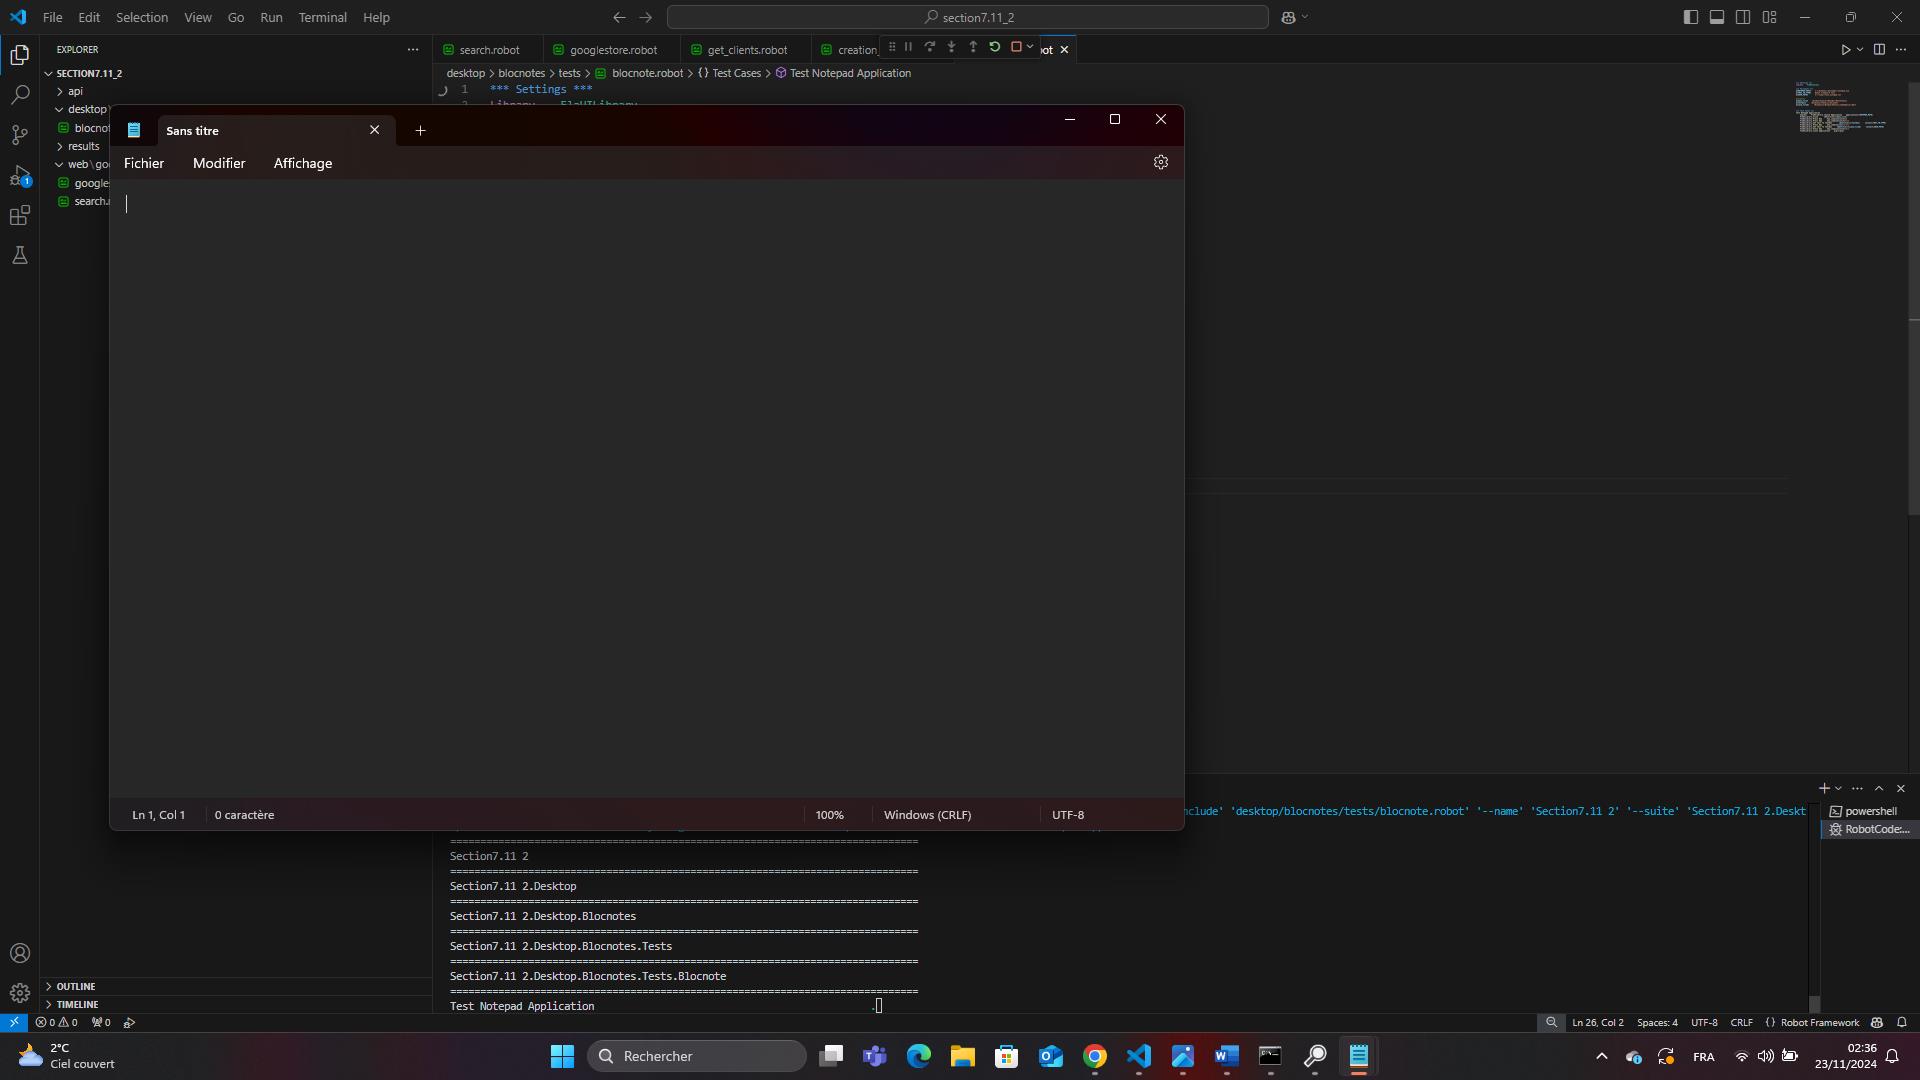 File Edit Selection View Go Run Terminal Help
section7.11_2
EXPLORER
search.robot
googlestore.robot
get_clients.robot
creation_
ot
SECTION7.11_2
api
desktop
blocnot
results
web\go
google
search.r
desktop > blocnotes > tests > blocnote.robot > {} Test Cases > Test Notepad Application
1 *** Settings ***
Sans titre
Fichier Modifier Affichage
Ln 1, Col 1
0 caractère
100%
Windows (CRLF)
UTF-8
nclude' 'desktop/blocnotes/tests/blocnote.robot' '--name' 'Section7.11 2' '--suite' 'Section7.11 2.Deskt
powershell
RobotCode:...
==============================================================================
Section7.11 2
==============================================================================
Section7.11 2.Desktop
==============================================================================
Section7.11 2.Desktop.Blocnotes
==============================================================================
Section7.11 2.Desktop.Blocnotes.Tests
==============================================================================
Section7.11 2.Desktop.Blocnotes.Tests.Blocnote
==============================================================================
Test Notepad Application .
OUTLINE
TIMELINE
0 0 0
Ln 26, Col 2 Spaces: 4 UTF-8 CRLF {} Robot Framework
2°C
Ciel couvert
Rechercher
FRA
02:36
23/11/2024